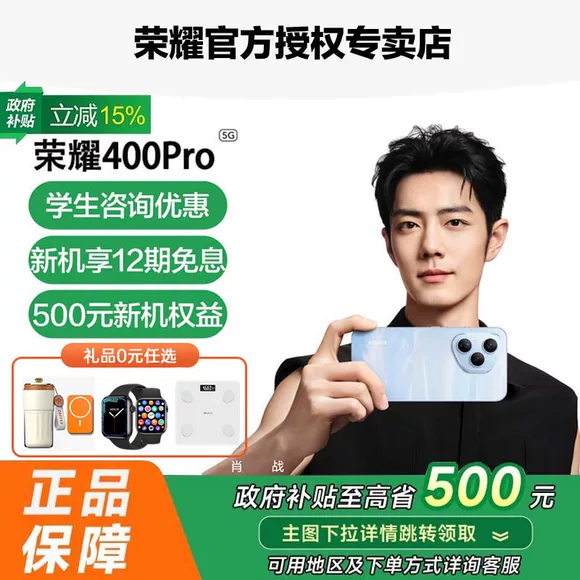 荣耀官方授权专卖店
政府
补贴
立减15%
荣耀400Pro
5G
学生咨询优惠
新机享12期免息
500元新机权益
礼品0元任选
肖 战
正品
保障
政府补贴至高省500元
主图下拉详情跳转领取
可用地区及下单方式详询客服